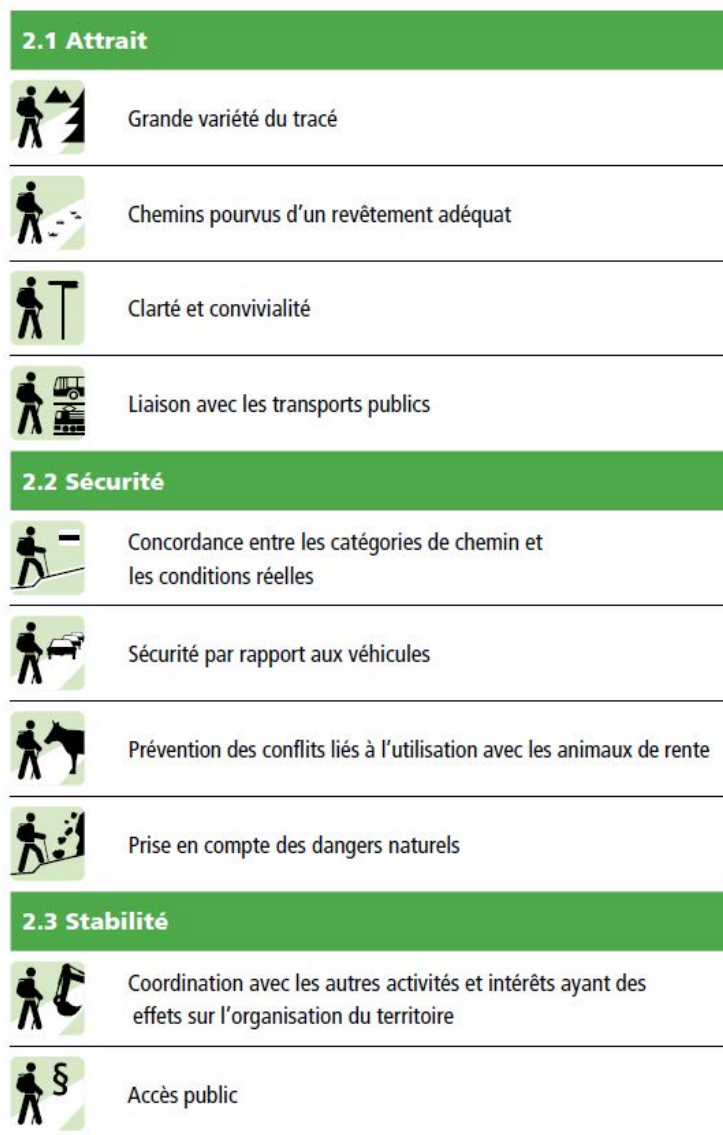 2.1 Attrait
Grande variété du tracé
Chemins pourvus d'un revêtement adéquat
Clarté et convivialité
Liaison avec les transports publics
2.2 Sécurité
Concordance entre les catégories de chemin et
les conditions réelles
Sécurité par rapport aux véhicules
Prévention des conflits liés à l'utilisation avec les animaux de rente
Prise en compte des dangers naturels
2.3 Stabilité
Coordination avec les autres activités et intérêts ayant des
effets sur l'organisation du territoire
§
Accès public